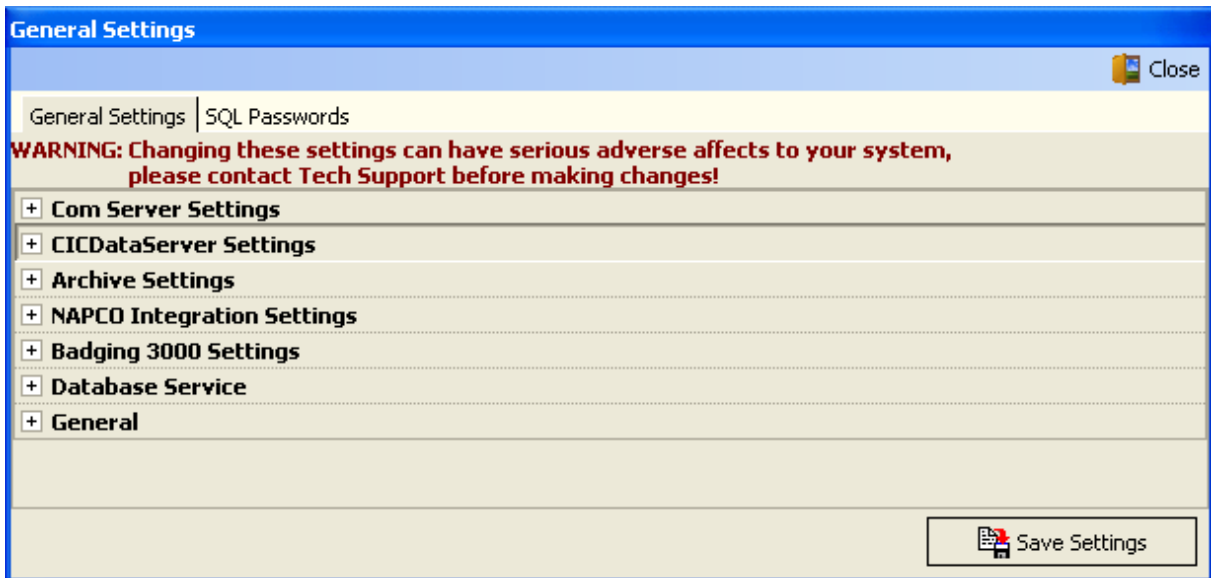 General Settings
Close
General Settings SQL Passwords
WARNING: Changing these settings can have serious adverse affects to your system,
please contact Tech Support before making changes!
Com Server Settings
CICDataServer Settings
Archive Settings
NAPCO Integration Settings
Badging 3000 Settings
Database Service
General
Save Settings